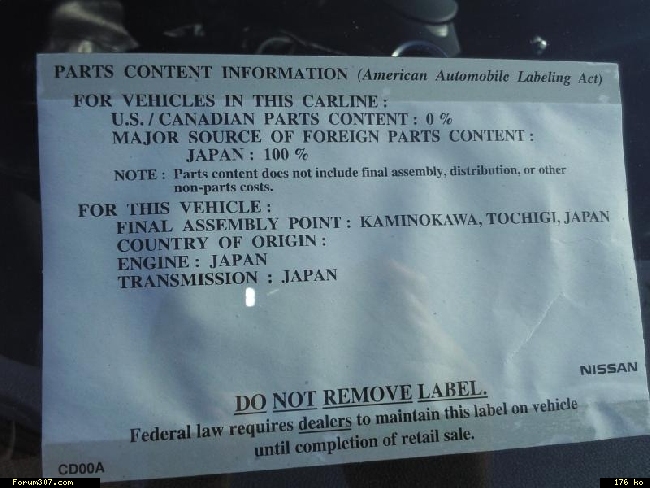 PARTS CONTENT INFORMATION (American Automobile Labeling Act)
FOR VEHICLES IN THIS CARLINE :
U.S. / CANADIAN PARTS CONTENT : 0 %
MAJOR SOURCE OF FOREIGN PARTS CONTENT :
JAPAN : 100 %
NOTE : Parts content does not include final assembly, distribution, or other
non-parts costs.
FOR THIS VEHICLE :
FINAL ASSEMBLY POINT : KAMINOKAWA, TOCHIGI, JAPAN
COUNTRY OF ORIGIN :
ENGINE : JAPAN
TRANSMISSION : JAPAN
NISSAN
DO NOT REMOVE LABEL.
Federal law requires dealers to maintain this label on vehicle
until completion of retail sale.
CD00A
Forum307.com
176 ko